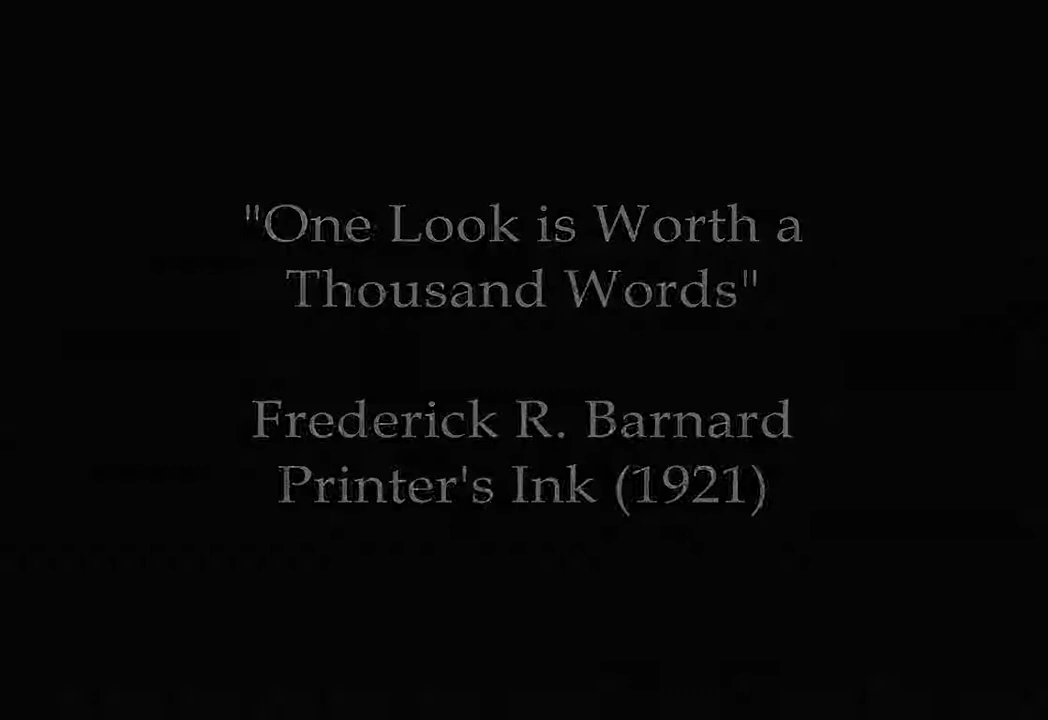 "One Look is Worth a
Thousand Words"
Frederick R. Barnard
Printer's Ink (1921)